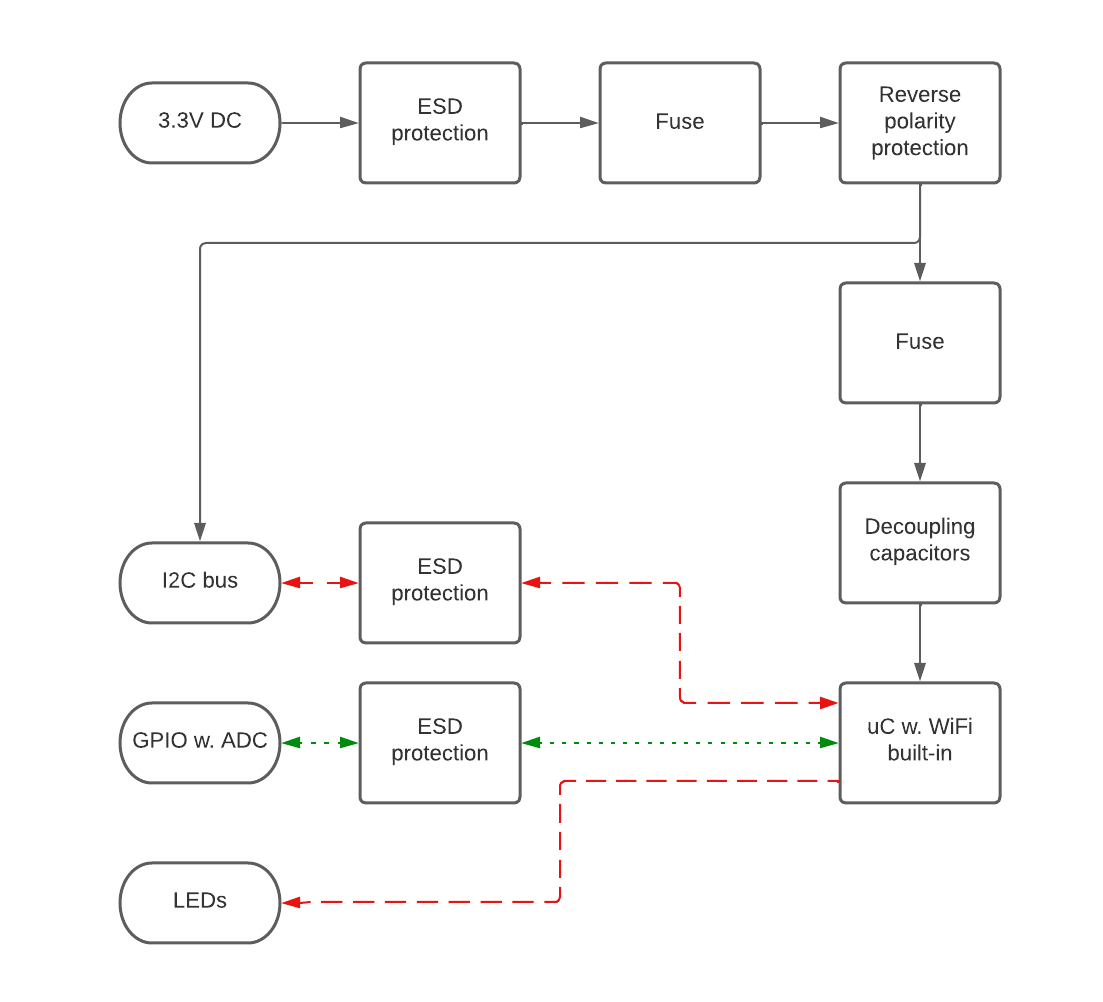 3.3V DC
ESD
protection
Fuse
Reverse
polarity
protection
Fuse
Decoupling
capacitors
I2C bus
ESD
protection
GPIO w. ADC
ESD
protection
uC w. WiFi
built-in
LEDs